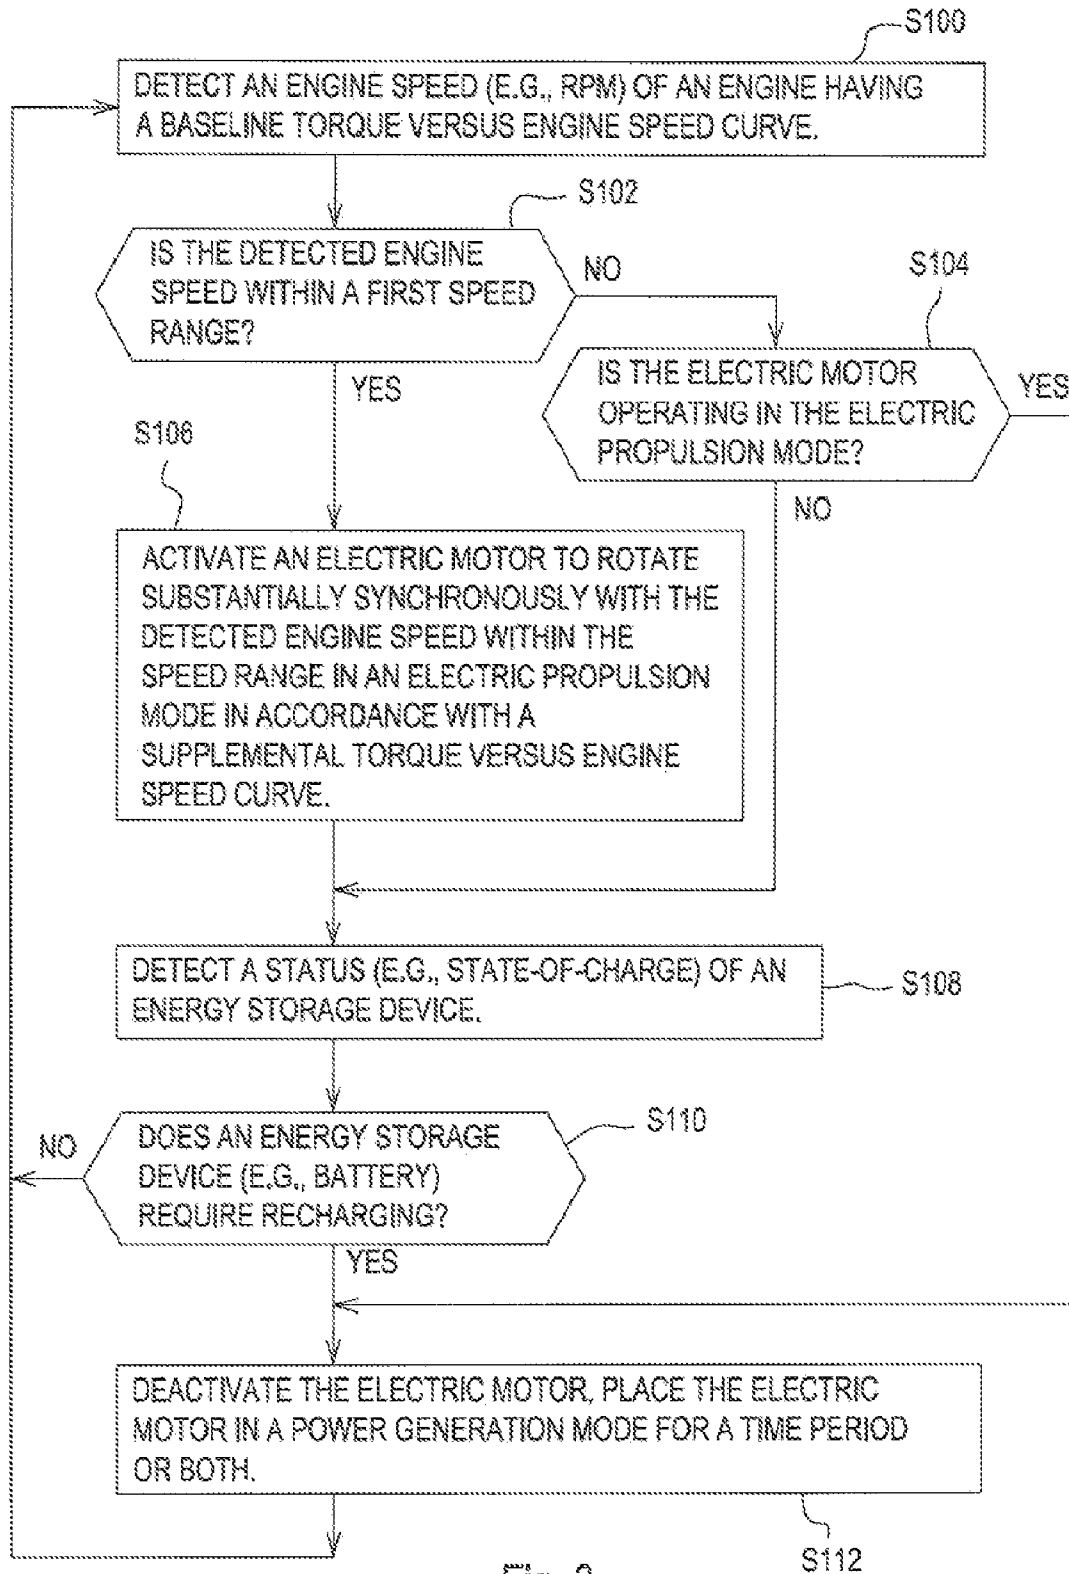 S100
DETECT AN ENGINE SPEED (E.G., RPM) OF AN ENGINE HAVING
A BASELINE TORQUE VERSUS ENGINE SPEED CURVE.
S102
IS THE DETECTED ENGINE
SPEED WITHIN A FIRST SPEED
RANGE?
NO
YES
S104
IS THE ELECTRIC MOTOR
OPERATING IN THE ELECTRIC
PROPULSION MODE?
YES
NO
S106
ACTIVATE AN ELECTRIC MOTOR TO ROTATE
SUBSTANTIALLY SYNCHRONOUSLY WITH THE
DETECTED ENGINE SPEED WITHIN THE
SPEED RANGE IN AN ELECTRIC PROPULSION
MODE IN ACCORDANCE WITH A
SUPPLEMENTAL TORQUE VERSUS ENGINE
SPEED CURVE.
DETECT A STATUS (E.G., STATE-OF-CHARGE) OF AN
ENERGY STORAGE DEVICE.
S108
DOES AN ENERGY STORAGE
DEVICE (E.G., BATTERY)
REQUIRE RECHARGING?
S110
NO
YES
DEACTIVATE THE ELECTRIC MOTOR, PLACE THE ELECTRIC
MOTOR IN A POWER GENERATION MODE FOR A TIME PERIOD
OR BOTH.
S112